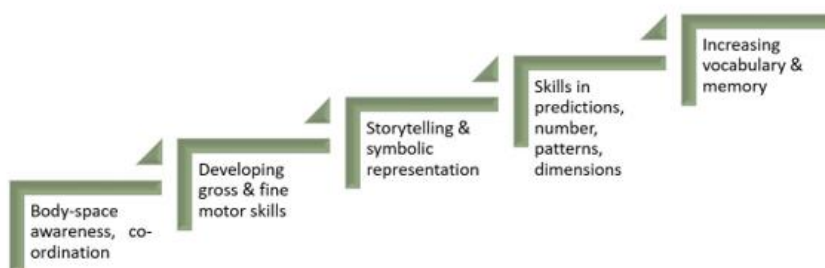 Body-space
awareness, co-
ordination
Developing
gross & fine
motor skills
Storytelling &
symbolic
representation
Skills in
predictions,
number,
patterns,
dimensions
Increasing
vocabulary &
memory